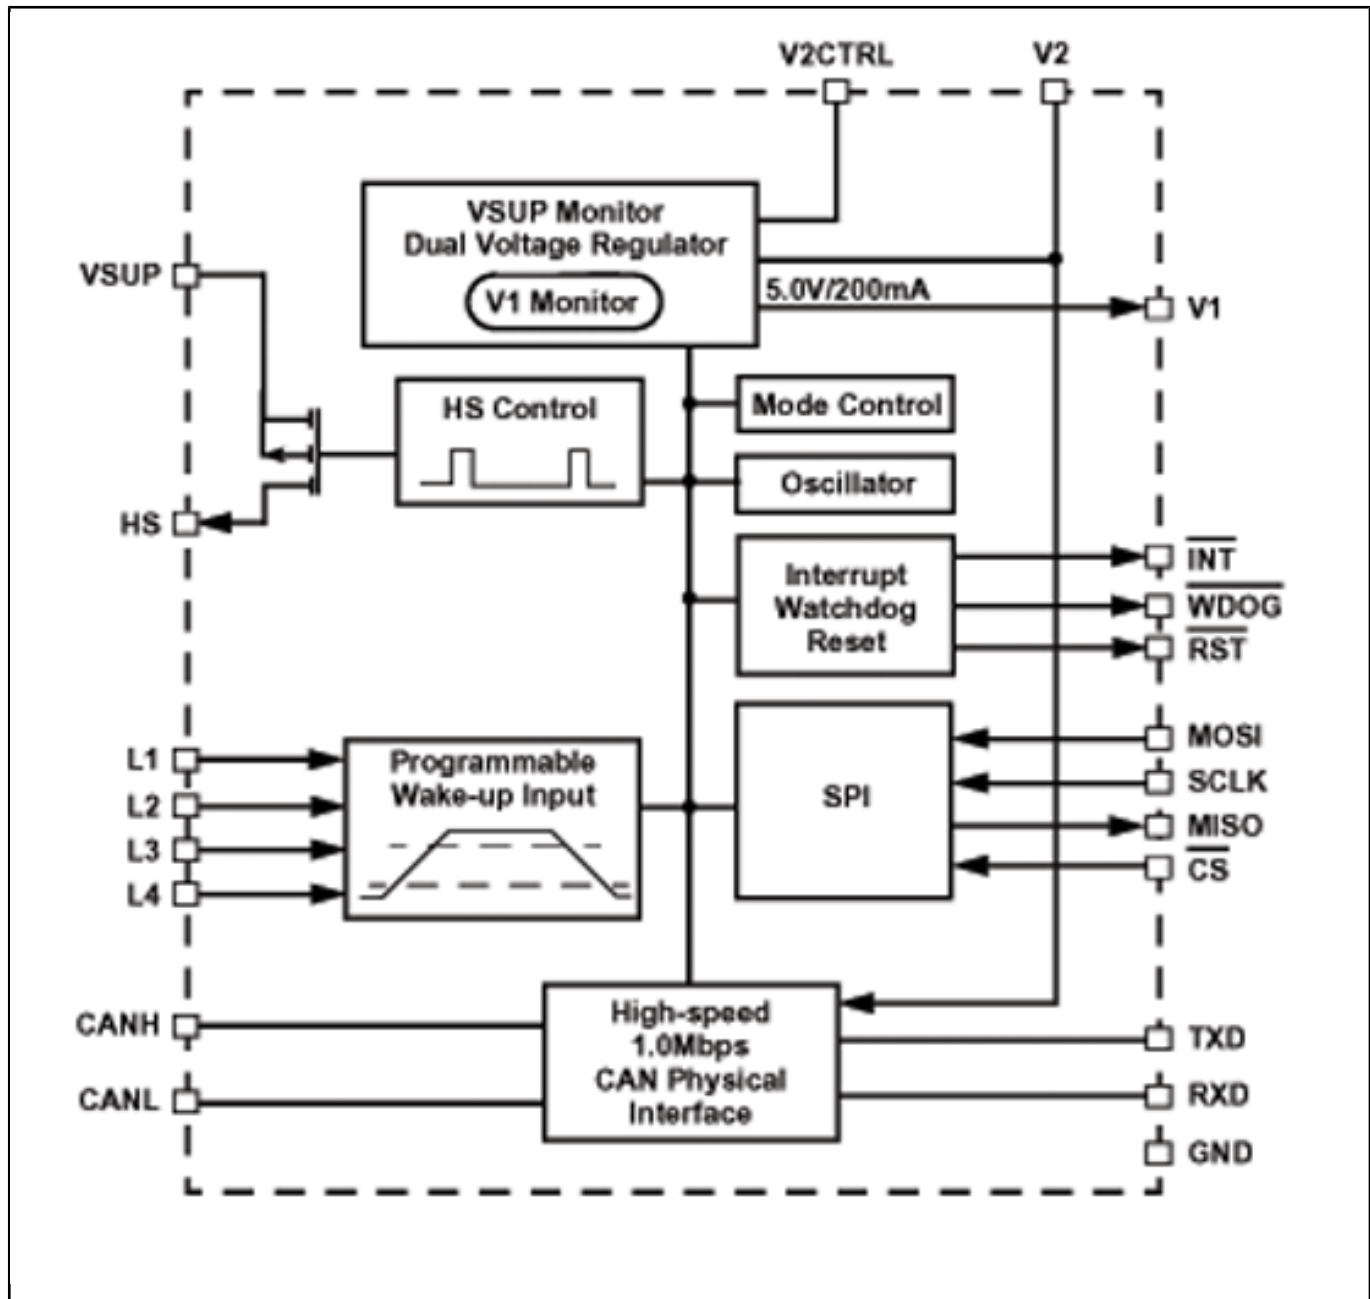 V2CTRL
V2
VSUP Monitor
Dual Voltage Regulator
V1 Monitor
VSUP
5.0V/200mA
V1
HS Control
Mode Control
Oscillator
HS
Interrupt
Watchdog
Reset
INT
WDOG
RST
L1
L2
L3
L4
Programmable
Wake-up Input
SPI
MOSI
SCLK
MISO
CS
CANH
CANL
High-speed
1.0Mbps
CAN Physical
Interface
TXD
RXD
GND